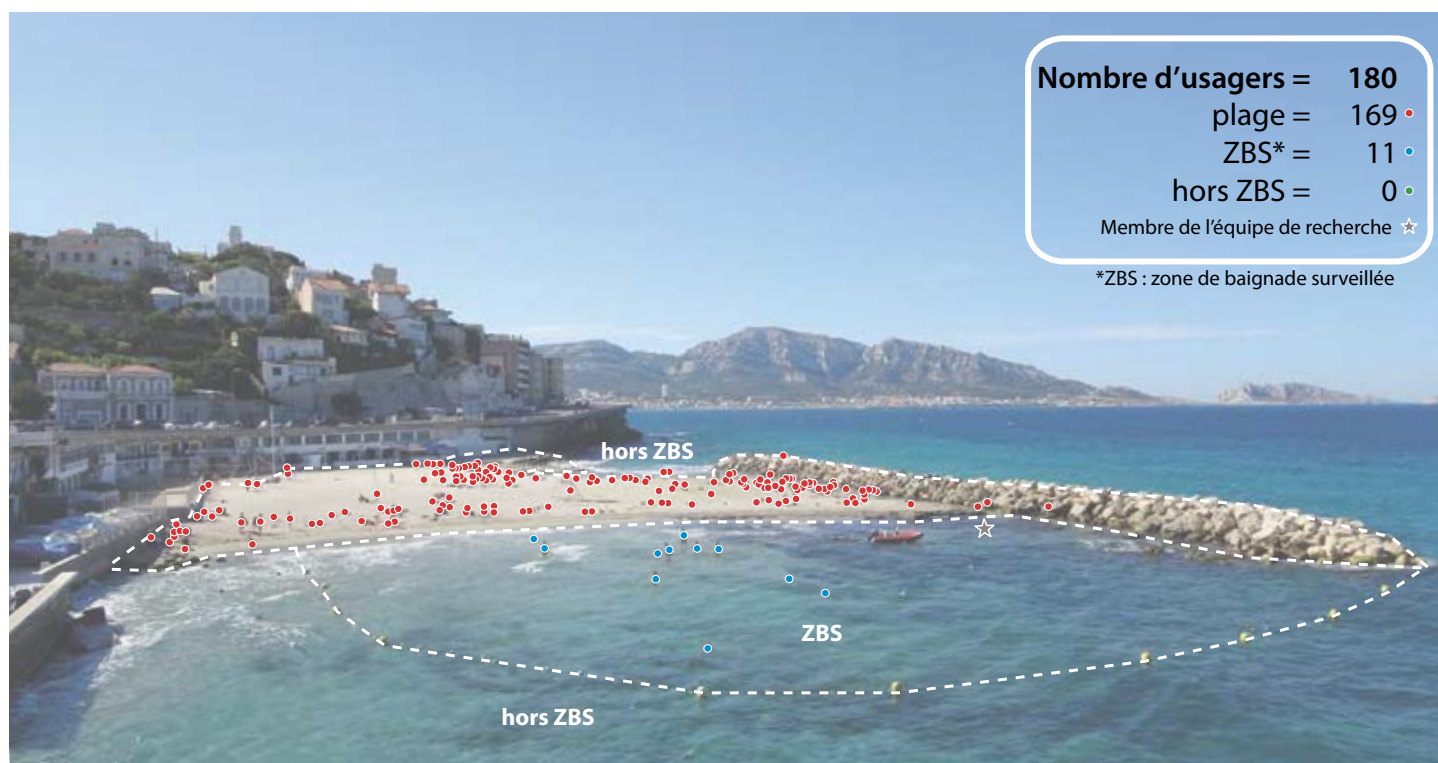 Nombre d'usagers = 180
plage = 169
ZBS* = 11
hors ZBS = 0
Membre de l'équipe de recherche
*ZBS : zone de baignade surveillée
hors ZBS
ZBS
hors ZBS